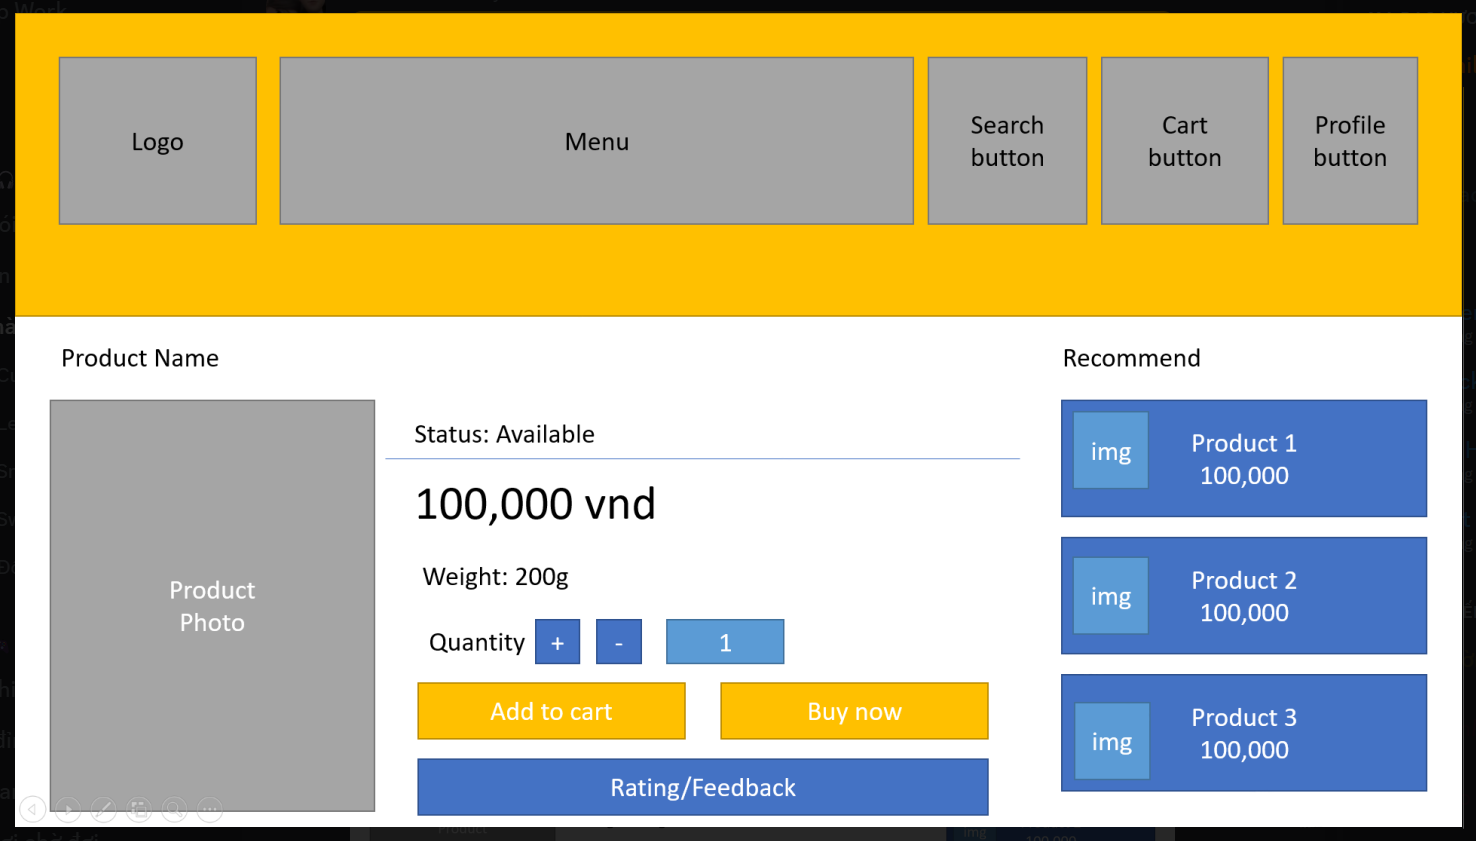 Logo
Menu
Search
button
Cart
button
Profile
button
Product Name
Recommend
Product
Photo
Status: Available
100,000 vnd
Weight: 200g
Quantity + - 1
Add to cart
Buy now
Rating/Feedback
img
Product 1
100,000
img
Product 2
100,000
img
Product 3
100,000